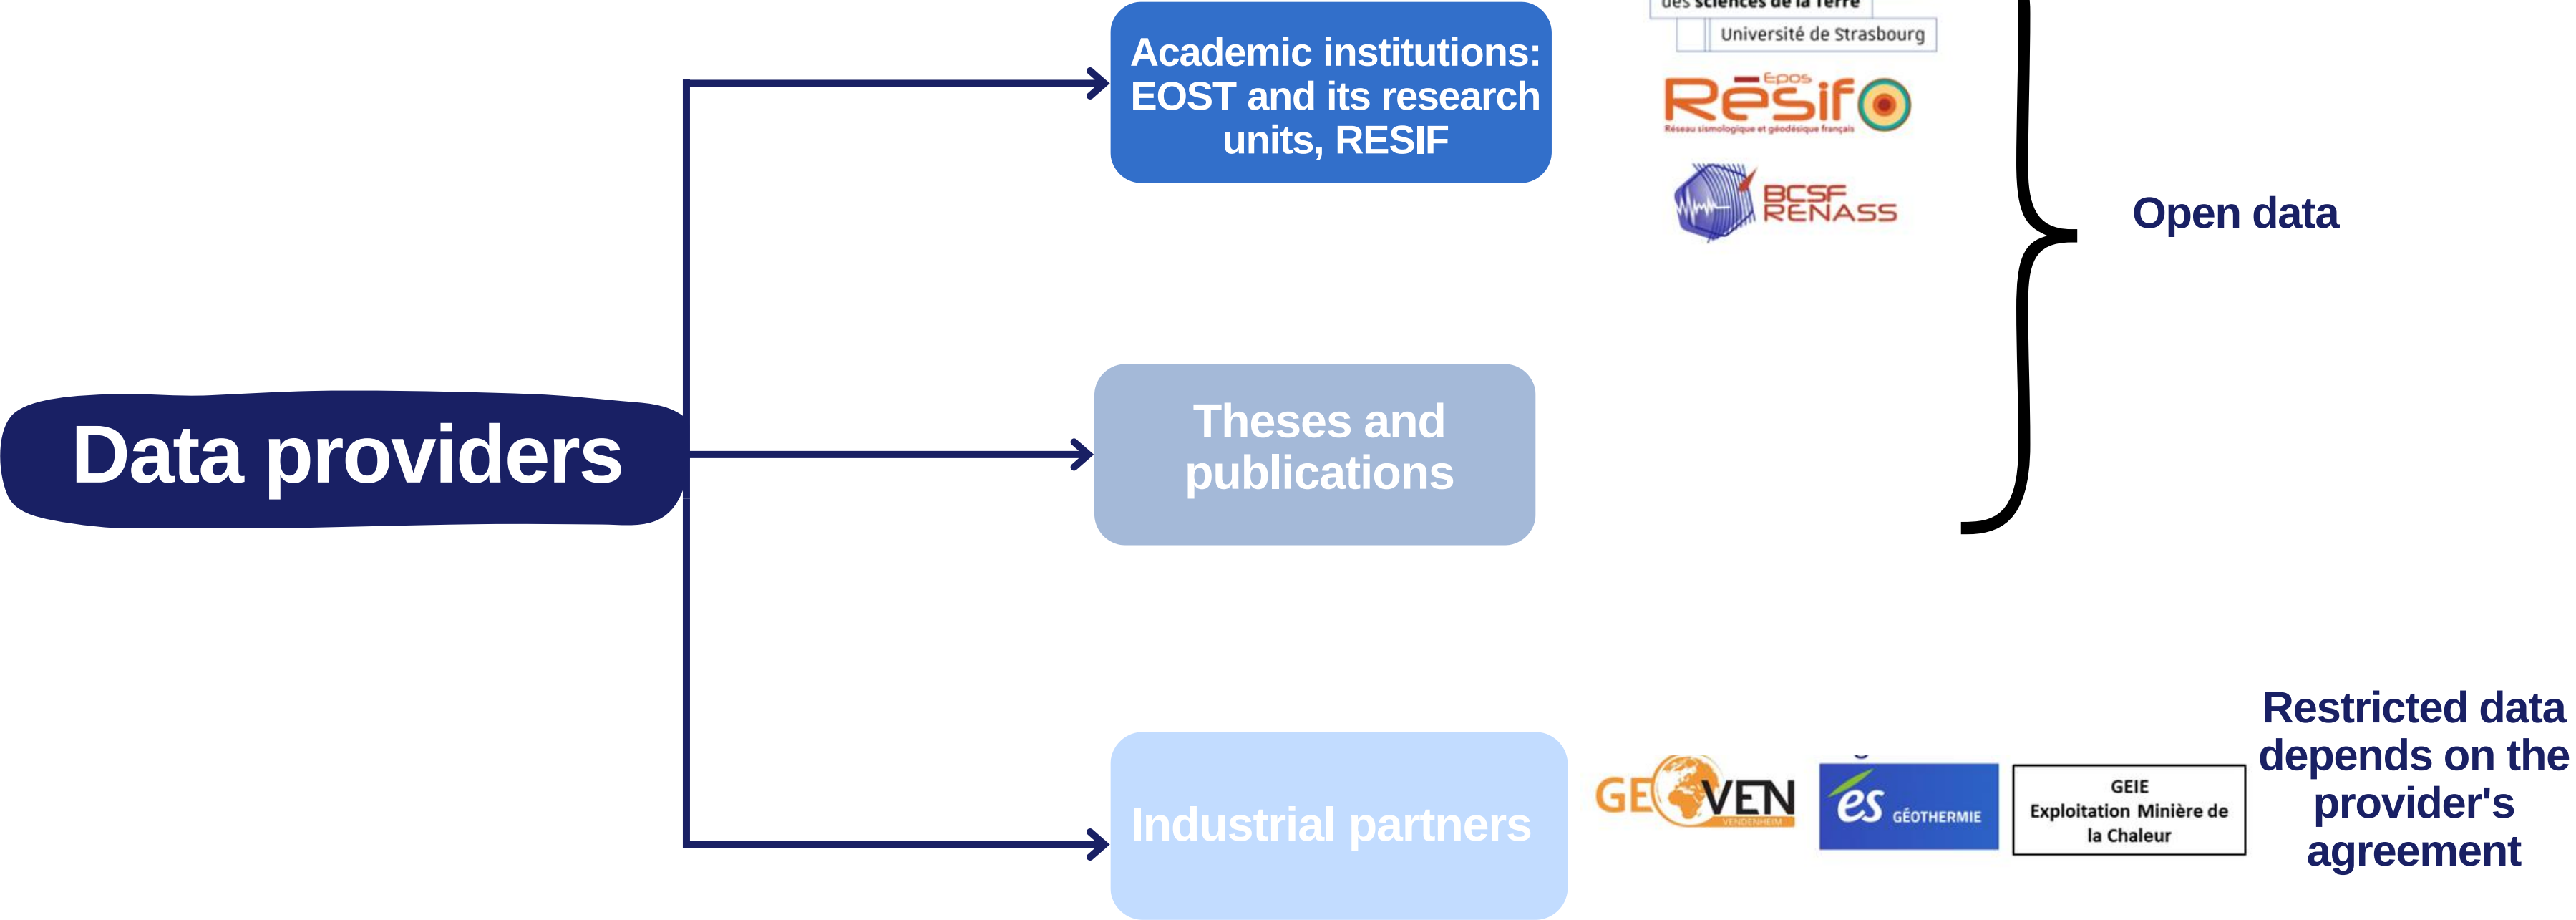 des sciences de la Terre
Université de Strasbourg
Academic institutions:
EOST and its research
units, RESIF
Epos
Résif
Réseau sismologique et géodésique français
BCSF
RENASS
Open data
Theses and
publications
Data providers
Industrial partners
GEOVEN
VENDENHEIM
és GÉOTHERMIE
GEIE
Exploitation Minière de
la Chaleur
Restricted data
depends on the
provider's
agreement